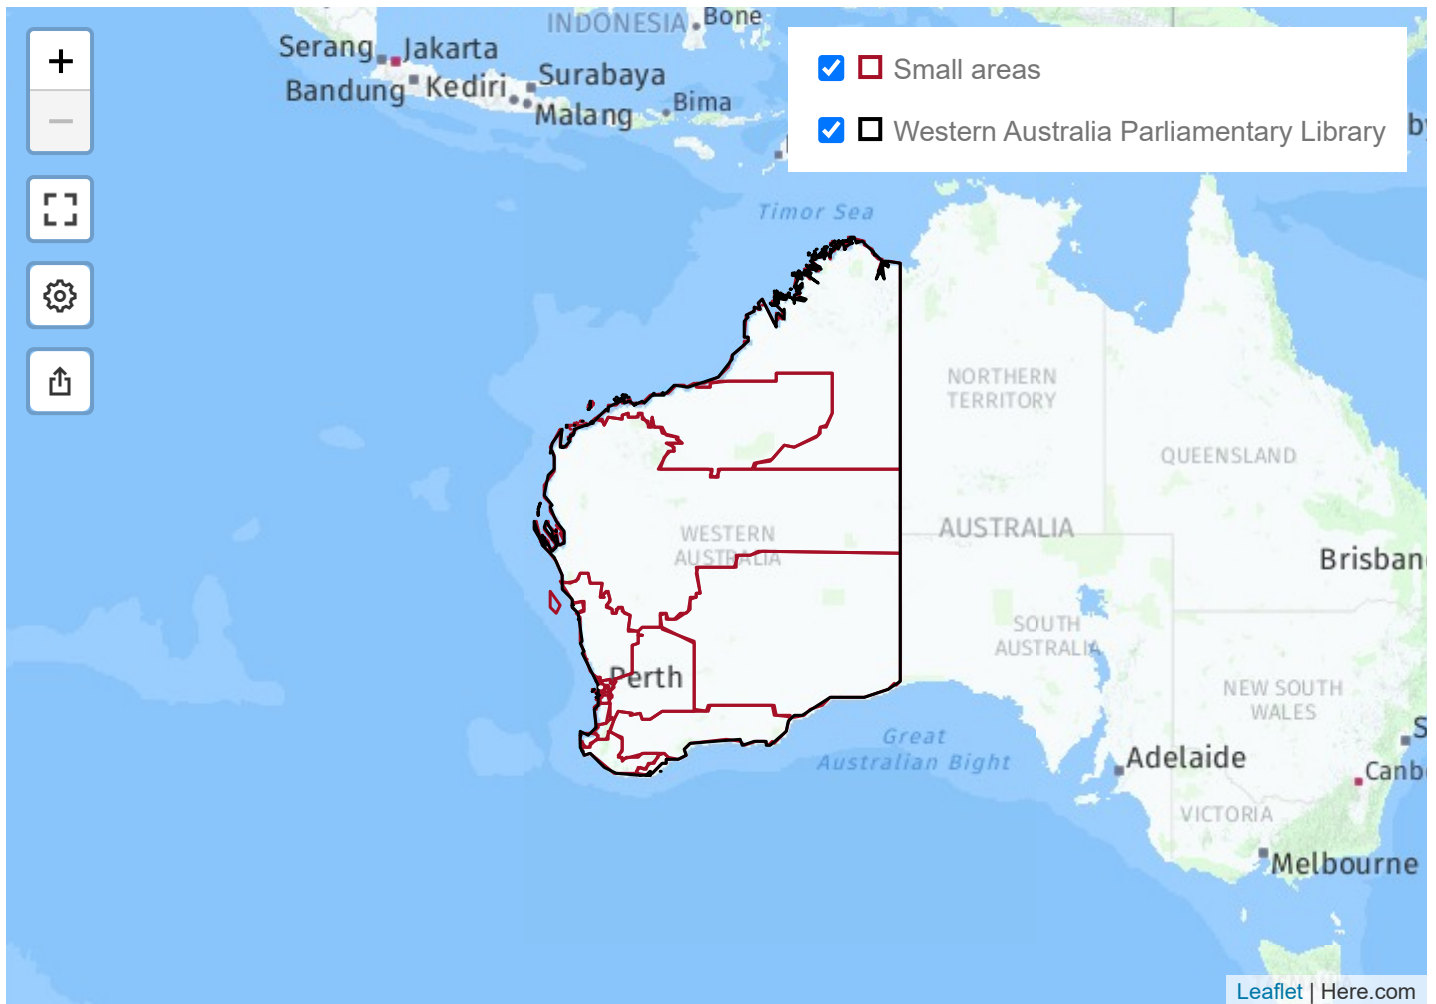 INDONESIA
Bone
Serang
Jakarta
Bandung
Kediri
Surabaya
Malang
Bima
+
−
Small areas
Western Australia Parliamentary Library
Timor Sea
NORTHERN
TERRITORY
QUEENSLAND
WESTERN
AUSTRALIA
AUSTRALIA
Brisban
SOUTH
AUSTRALIA
Perth
NEW SOUTH
WALES
Great
Australian Bight
Adelaide
Canb
VICTORIA
Melbourne
Leaflet | Here.com